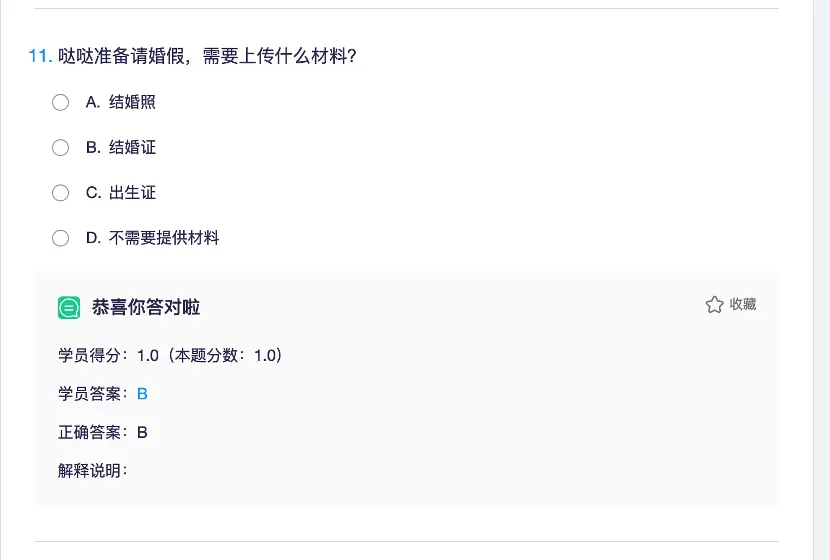 11. 哒哒准备请婚假，需要上传什么材料?
A. 结婚照
B. 结婚证
C. 出生证
D. 不需要提供材料
恭喜你答对啦
收藏
学员得分：1.0（本题分数：1.0）
学员答案：B
正确答案：B
解释说明：